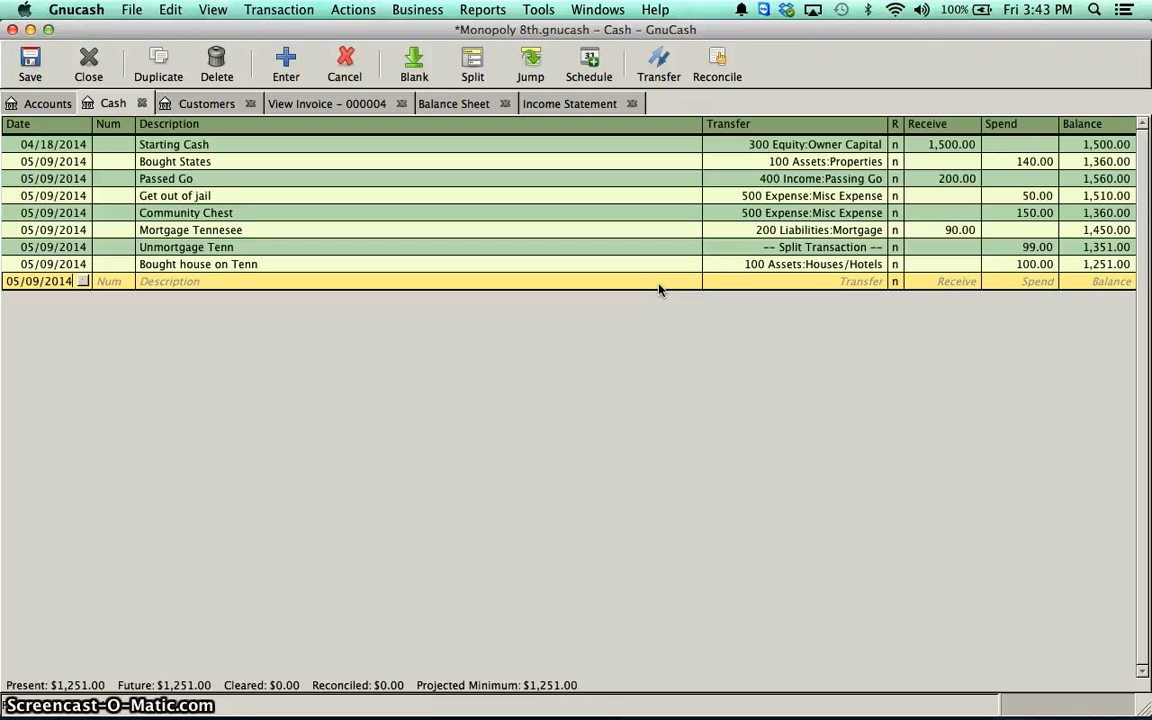 Gnucash File Edit View Transaction Actions Business Reports Tools Windows Help 100% Fri 3:43 PM
*Monopoly 8th.gnucash – Cash – GnuCash
Save Close Duplicate Delete Enter Cancel Blank Split Jump Schedule Transfer Reconcile
Accounts Cash Customers View Invoice – 000004 Balance Sheet Income Statement
Date Num Description Transfer R Receive Spend Balance
04/18/2014 Starting Cash 300 Equity:Owner Capital n 1,500.00 1,500.00
05/09/2014 Bought States 100 Assets:Properties n 140.00 1,360.00
05/09/2014 Passed Go 400 Income:Passing Go n 200.00 1,560.00
05/09/2014 Get out of jail 500 Expense:Misc Expense n 50.00 1,510.00
05/09/2014 Community Chest 500 Expense:Misc Expense n 150.00 1,360.00
05/09/2014 Mortgage Tennesee 200 Liabilities:Mortgage n 90.00 1,450.00
05/09/2014 Unmortgage Tenn -- Split Transaction -- n 99.00 1,351.00
05/09/2014 Bought house on Tenn 100 Assets:Houses/Hotels n 100.00 1,251.00
05/09/2014 Num Description Transfer n Receive Spend Balance
Present: $1,251.00 Future: $1,251.00 Cleared: $0.00 Reconciled: $0.00 Projected Minimum: $1,251.00
Screencast-O-Matic.com